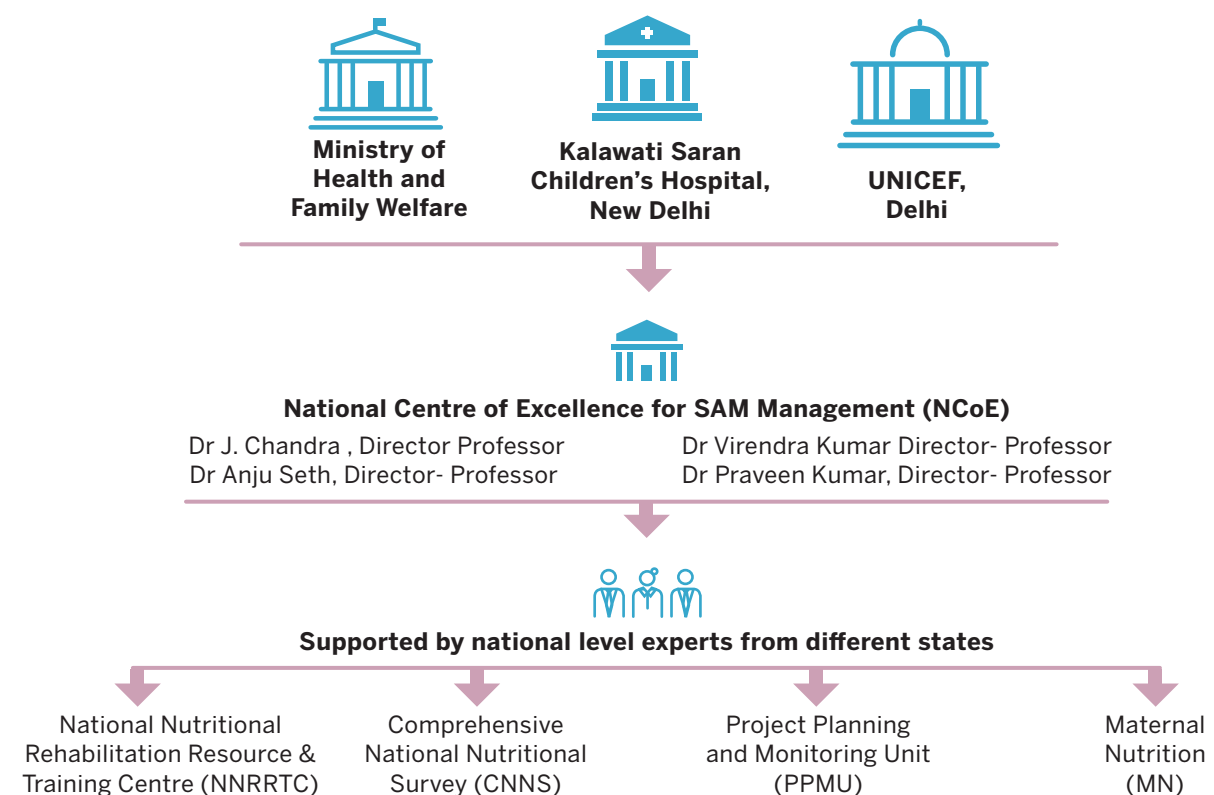 Ministry of
Health and
Family Welfare
Kalawati Saran
Children’s Hospital,
New Delhi
UNICEF,
Delhi
National Centre of Excellence for SAM Management (NCoE)
Dr J. Chandra , Director Professor
Dr Anju Seth, Director- Professor
Dr Virendra Kumar Director- Professor
Dr Praveen Kumar, Director- Professor
Supported by national level experts from different states
National Nutritional
Rehabilitation Resource &
Training Centre (NNRRTC)
Comprehensive
National Nutritional
Survey (CNNS)
Project Planning
and Monitoring Unit
(PPMU)
Maternal
Nutrition
(MN)